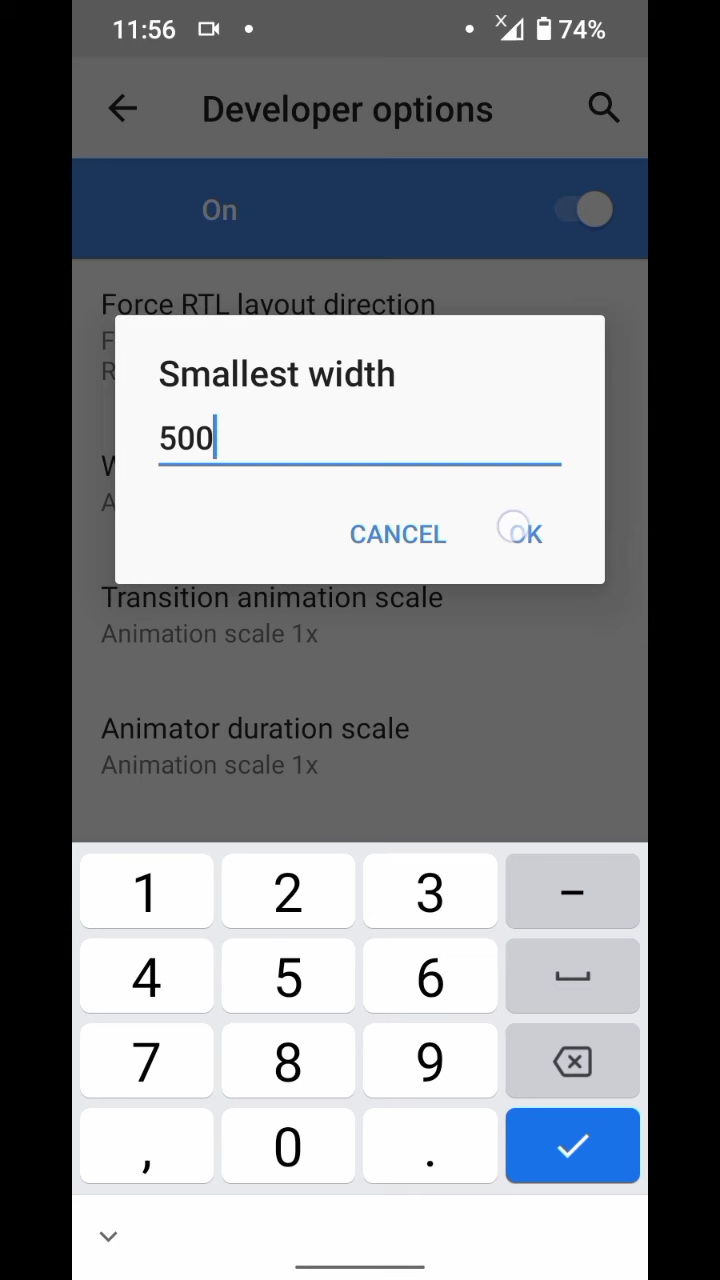 11:56
74%
Developer options
On
Force RTL layout direction
F
R
Smallest width
W
500
A
CANCEL
OK
Transition animation scale
Animation scale 1x
Animator duration scale
Animation scale 1x
1 2 3 −
4 5 6
7 8 9
, 0 .